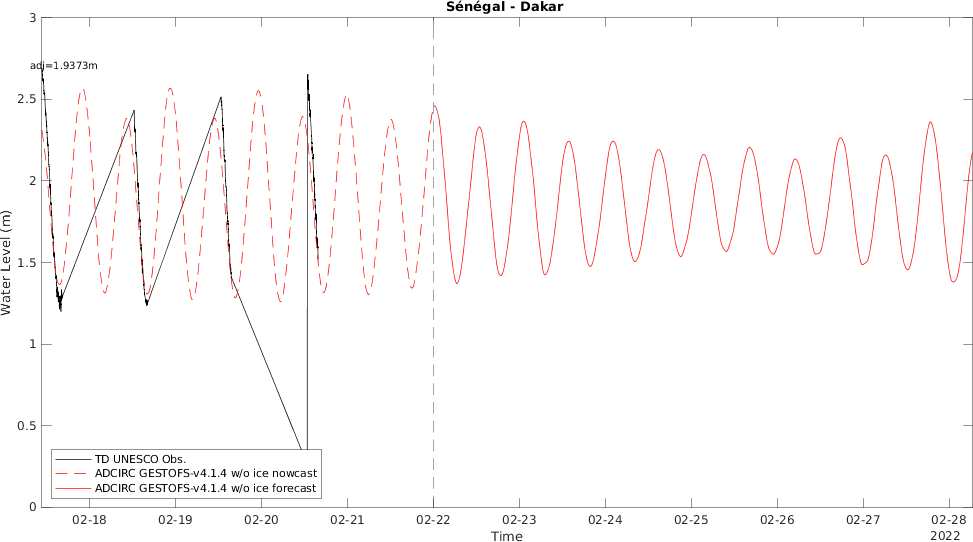 Sénégal - Dakar
adj=1.9373m
3
2.5
2
1.5
1
0.5
0
Water Level (m)
TD UNESCO Obs.
ADCIRC GESTOFS-v4.1.4 w/o ice nowcast
ADCIRC GESTOFS-v4.1.4 w/o ice forecast
02-18 02-19 02-20 02-21 02-22 02-23 02-24 02-25 02-26 02-27 02-28
2022
Time